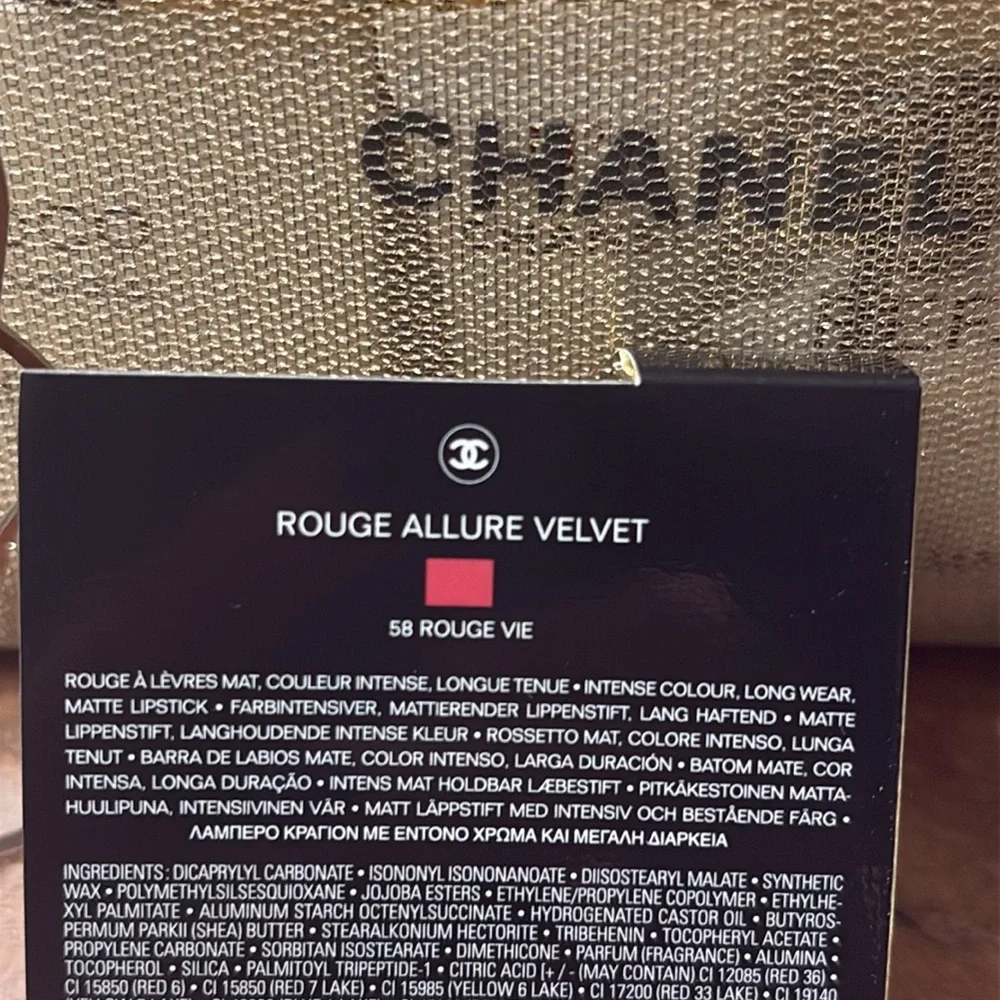 CHANEL
ROUGE ALLURE VELVET
58 ROUGE VIE
ROUGE À LÈVRES MAT, COULEUR INTENSE, LONGUE TENUE • INTENSE COLOUR, LONG WEAR,
MATTE LIPSTICK • FARBINTENSIVER, MATTIERENDER LIPPENSTIFT, LANG HAFTEND • MATTE
LIPPENSTIFT, LANGHOUDENDE INTENSE KLEUR • ROSSETTO MAT, COLORE INTENSO, LUNGA
TENUT • BARRA DE LABIOS MATE, COLOR INTENSO, LARGA DURACIÓN • BATOM MATE, COR
INTENSA, LONGA DURAÇÃO • INTENS MAT HOLDBAR LÆBESTIFT • PITKÄKESTOINEN MATTA-
HUULIPUNA, INTENSIIVINEN VÄR • MATT LÄPPSTIFT MED INTENSIV OCH BESTÅENDE FÄRG •
ΛΑΜΠΕΡΟ ΚΡΑΓΙΟΝ ΜΕ ΕΝΤΟΝΟ ΧΡΩΜΑ ΚΑΙ ΜΕΓΑΛΗ ΔΙΑΡΚΕΙΑ
INGREDIENTS: DICAPRYLYL CARBONATE • ISONONYL ISONONANOATE • DIISOSTEARYL MALATE • SYNTHETIC
WAX • POLYMETHYLSILSESQUIOXANE • JOJOBA ESTERS • ETHYLENE/PROPYLENE COPOLYMER • ETHYLHE-
XYL PALMITATE • ALUMINUM STARCH OCTENYLSUCCINATE • HYDROGENATED CASTOR OIL • BUTYROS-
PERMUM PARKII (SHEA) BUTTER • STEARALKONIUM HECTORITE • TRIBEHENIN • TOCOPHERYL ACETATE •
PROPYLENE CARBONATE • SORBITAN ISOSTEARATE • DIMETHICONE • PARFUM (FRAGRANCE) • ALUMINA •
TOCOPHEROL • SILICA • PALMITOYL TRIPEPTIDE-1 • CITRIC ACID [+ / - (MAY CONTAIN) CI 12085 (RED 36) •
CI 15850 (RED 6) • CI 15850 (RED 7 LAKE) • CI 15985 (YELLOW 6 LAKE) • CI 17200 (RED 33 LAKE) • CI 19140